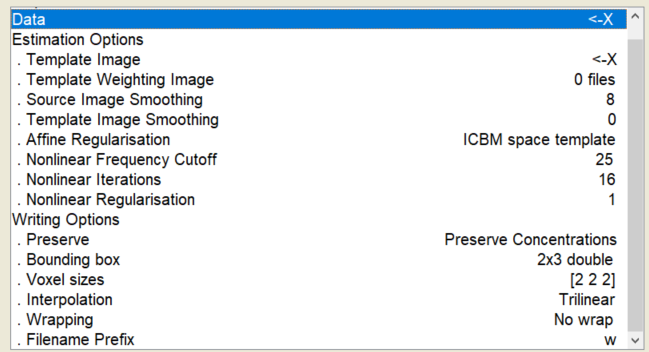 Data <-X
Estimation Options
. Template Image <-X
. Template Weighting Image 0 files
. Source Image Smoothing 8
. Template Image Smoothing 0
. Affine Regularisation ICBM space template
. Nonlinear Frequency Cutoff 25
. Nonlinear Iterations 16
. Nonlinear Regularisation 1
Writing Options
. Preserve Preserve Concentrations
. Bounding box 2x3 double
. Voxel sizes [2 2 2]
. Interpolation Trilinear
. Wrapping No wrap
. Filename Prefix w